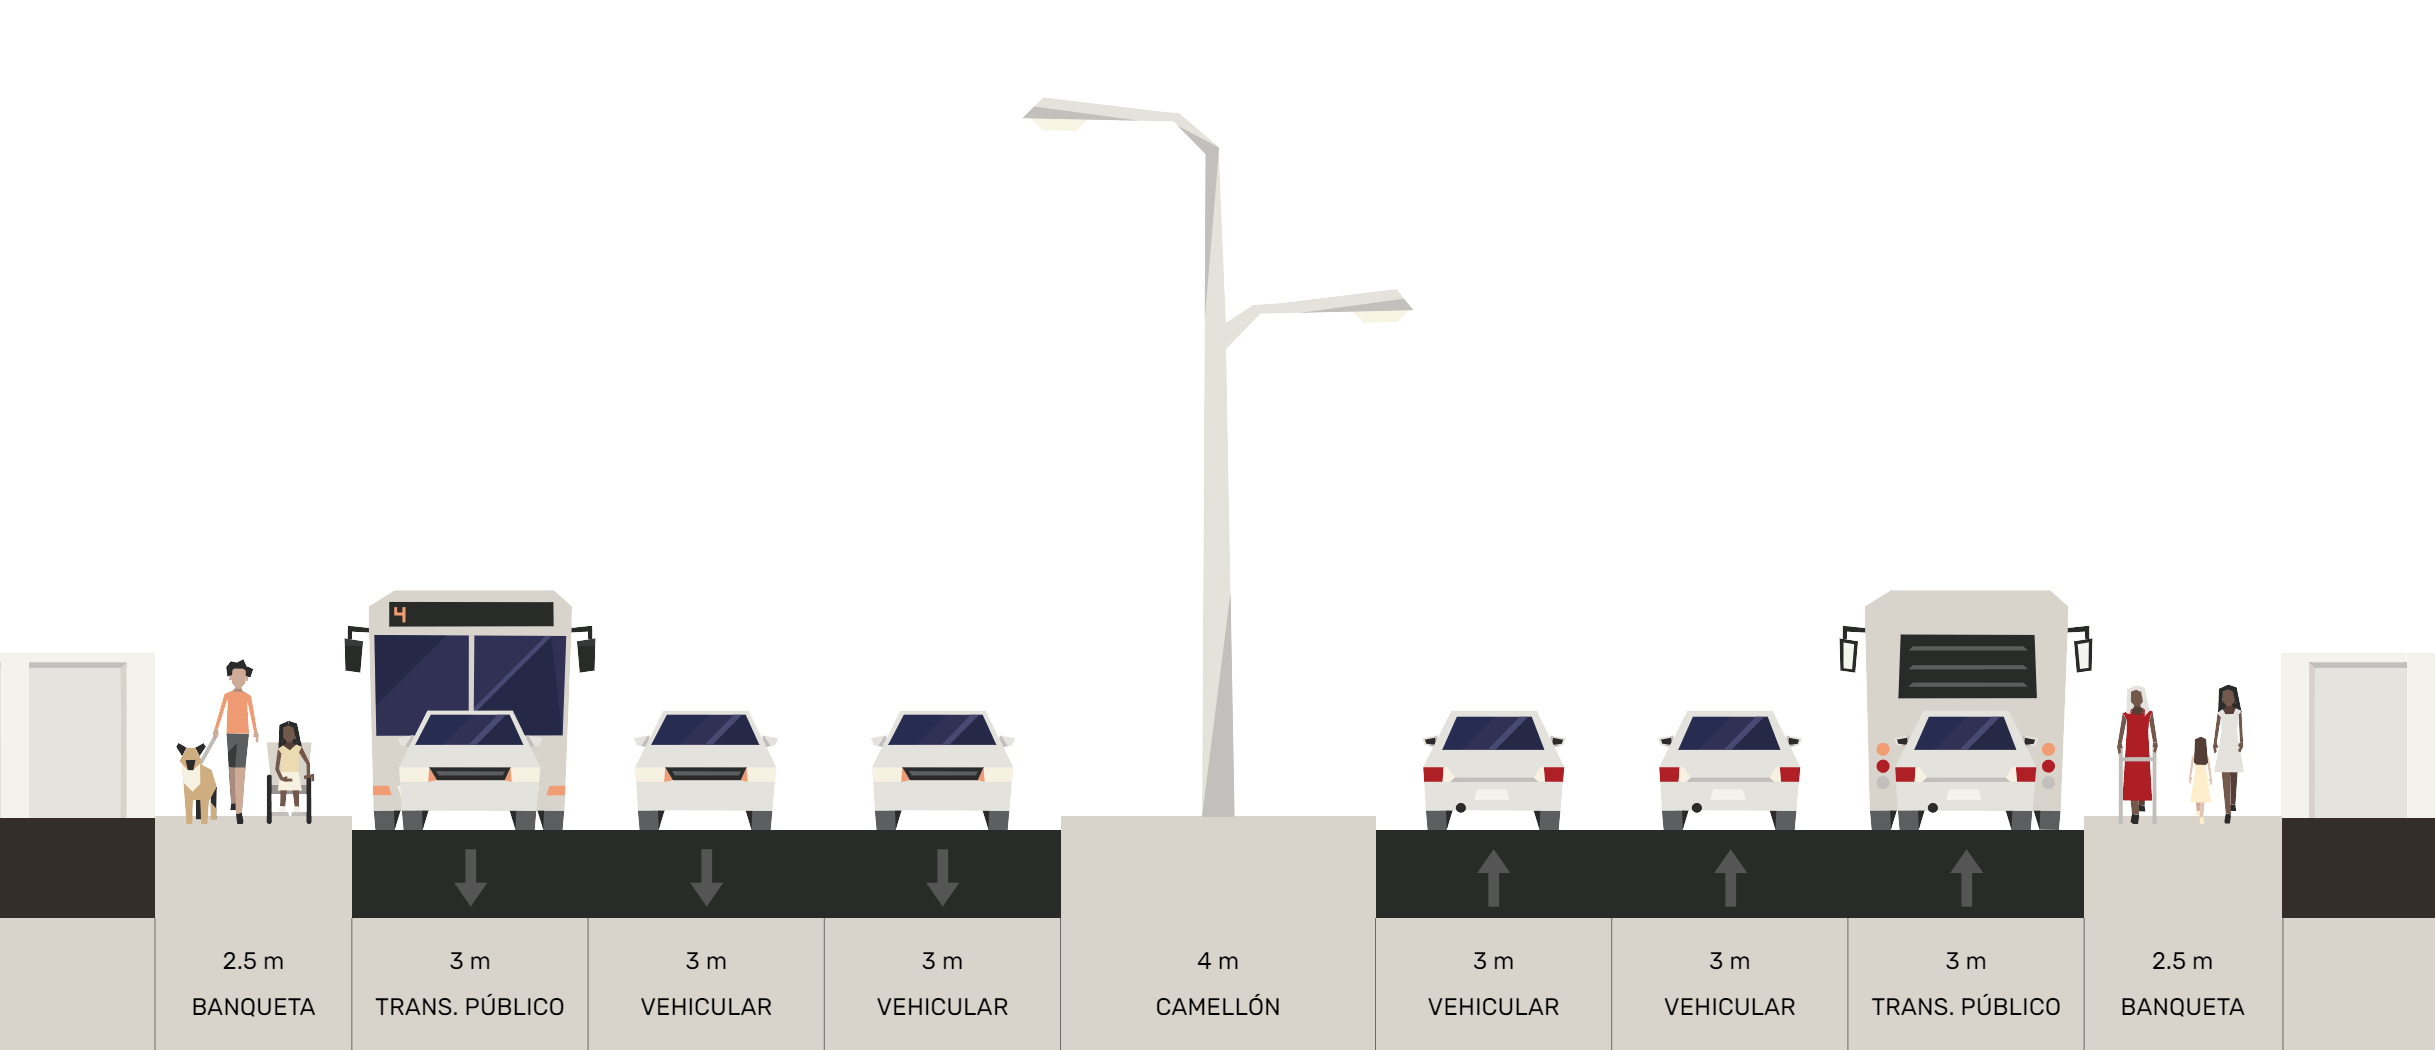 4
2.5 m
BANQUETA
3 m
TRANS. PÚBLICO
3 m
VEHICULAR
3 m
VEHICULAR
4 m
CAMELLÓN
3 m
VEHICULAR
3 m
VEHICULAR
3 m
TRANS. PÚBLICO
2.5 m
BANQUETA